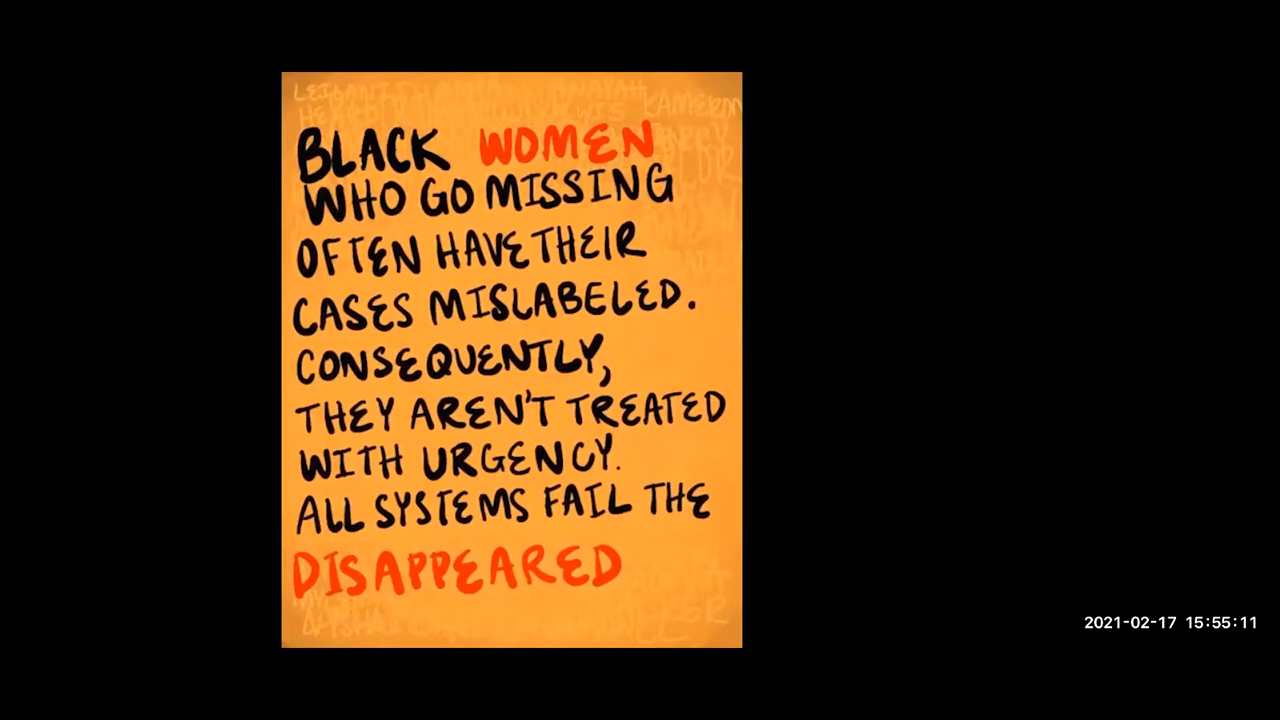 KAMERON
BLACK WOMEN
WHO GO MISSING
OFTEN HAVE THEIR
CASES MISLABELED.
CONSEQUENTLY,
THEY AREN'T TREATED
WITH URGENCY.
ALL SYSTEMS FAIL THE
DISAPPEARED
2021-02-17 15:55:11